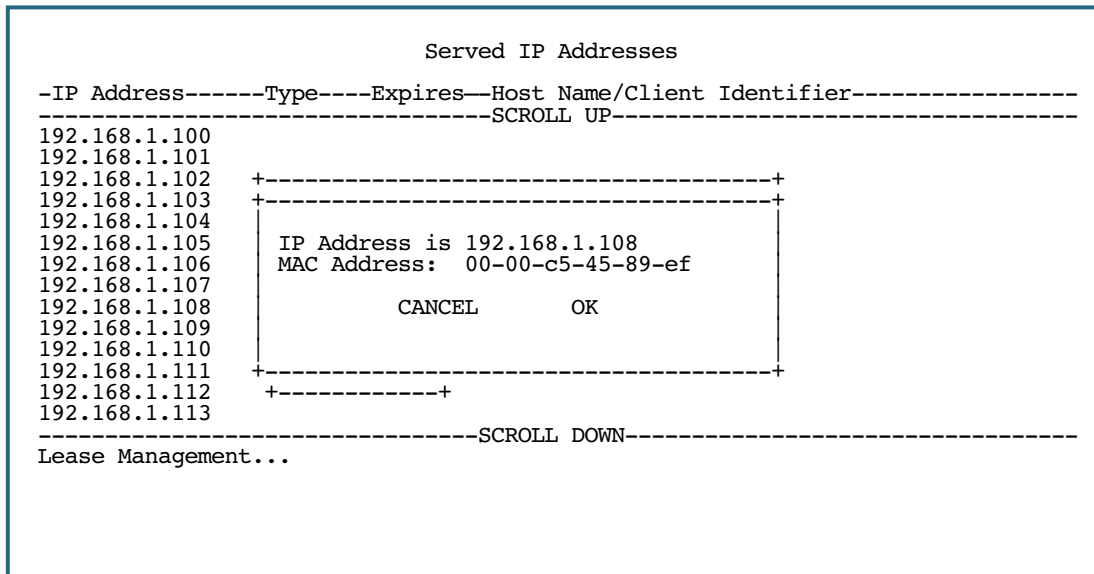 Served IP Addresses
-IP Address------Type----Expires——Host Name/Client Identifier-----------------
----------------------------------SCROLL UP-----------------------------------
192.168.1.100
192.168.1.101
192.168.1.102   +--------------------------------------+
192.168.1.103   +--------------------------------------+
192.168.1.104   |                                      |
192.168.1.105   | IP Address is 192.168.1.108          |
192.168.1.106   | MAC Address:  00-00-c5-45-89-ef      |
192.168.1.107   |                                      |
192.168.1.108   |          CANCEL       OK             |
192.168.1.109   |                                      |
192.168.1.110   |                                      |
192.168.1.111   +--------------------------------------+
192.168.1.112    +------------+
192.168.1.113
---------------------------------SCROLL DOWN----------------------------------
Lease Management...